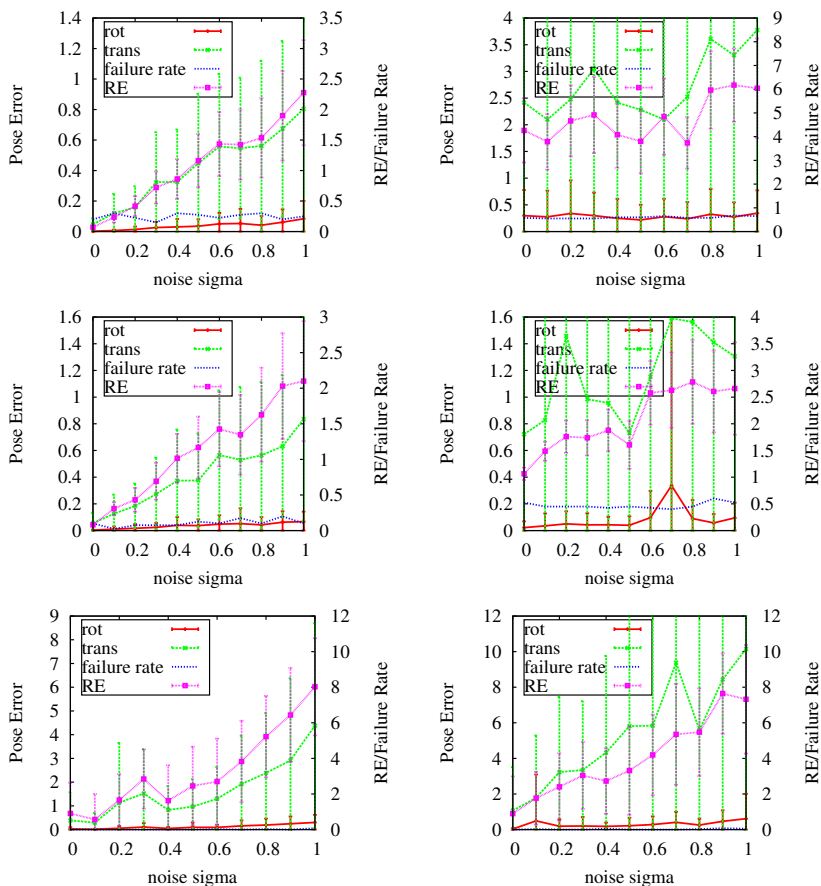 1.4
1.2
1
0.8
0.6
0.4
0.2
0
3.5
3
2.5
2
1.5
1
0.5
0
rot
trans
failure rate
RE
Pose Error
RE/Failure Rate
0 0.2 0.4 0.6 0.8 1
noise sigma
4
3.5
3
2.5
2
1.5
1
0.5
0
9
8
7
6
5
4
3
2
1
0
rot
trans
failure rate
RE
Pose Error
RE/Failure Rate
0 0.2 0.4 0.6 0.8 1
noise sigma
1.6
1.4
1.2
1
0.8
0.6
0.4
0.2
0
3
2.5
2
1.5
1
0.5
0
rot
trans
failure rate
RE
Pose Error
RE/Failure Rate
0 0.2 0.4 0.6 0.8 1
noise sigma
1.6
1.4
1.2
1
0.8
0.6
0.4
0.2
0
4
3.5
3
2.5
2
1.5
1
0.5
0
rot
trans
failure rate
RE
Pose Error
RE/Failure Rate
0 0.2 0.4 0.6 0.8 1
noise sigma
9
8
7
6
5
4
3
2
1
0
12
10
8
6
4
2
0
rot
trans
failure rate
RE
Pose Error
RE/Failure Rate
0 0.2 0.4 0.6 0.8 1
noise sigma
12
10
8
6
4
2
0
12
10
8
6
4
2
0
rot
trans
failure rate
RE
Pose Error
RE/Failure Rate
0 0.2 0.4 0.6 0.8 1
noise sigma